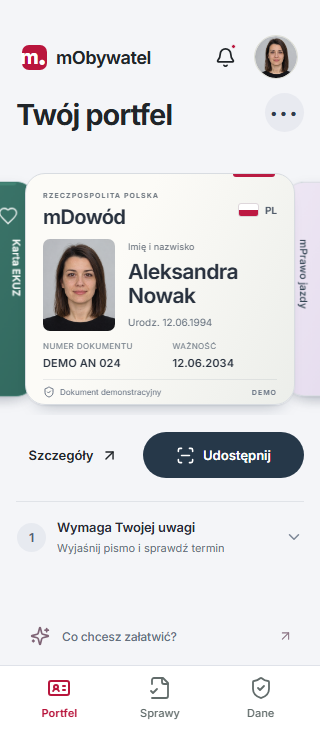 m.
mObywatel
Twój portfel
Karta EKUZ
RZECZPOSPOLITA POLSKA
mDowód
PL
Imię i nazwisko
Aleksandra
Nowak
Urodz. 12.06.1994
NUMER DOKUMENTU
WAŻNOŚĆ
DEMO AN 024
12.06.2034
Dokument demonstracyjny
DEMO
mPrawo jazdy
Szczegóły
Udostępnij
1
Wymaga Twojej uwagi
Wyjaśnij pismo i sprawdź termin
Co chcesz załatwić?
Portfel
Sprawy
Dane